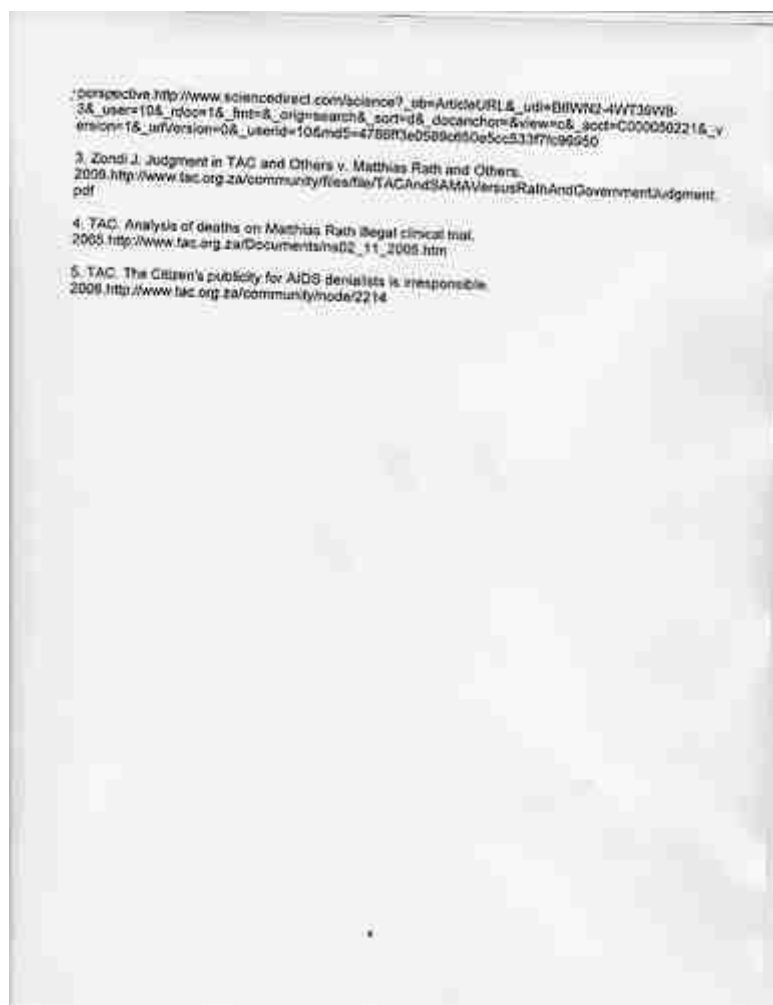 perspective.http://www.sciencedirect.com/science?_ob=ArticleURL&_udi=B6WN2-4WT39W8-
3&_user=10&_rdoc=1&_fmt=&_orig=search&_sort=d&_docanchor=&view=c&_acct=C000050221&_v
ersion=1&_urlVersion=0&_userid=10&md5=
3. Zondi J. Judgment in TAC and Others v. Matthias Rath and Others.
2008.http://www.tac.org.za/community/files/file/TACAndSAMAVersusRathAndGovernmentJudgment.
pdf
4. TAC. Analysis of deaths on Matthias Rath illegal clinical trial.
2005.http://www.tac.org.za/Documents/ns02_11_2005.htm
5. TAC. The Citizen's publicity for AIDS denialists is irresponsible.
2008.http://www.tac.org.za/community/node/2214